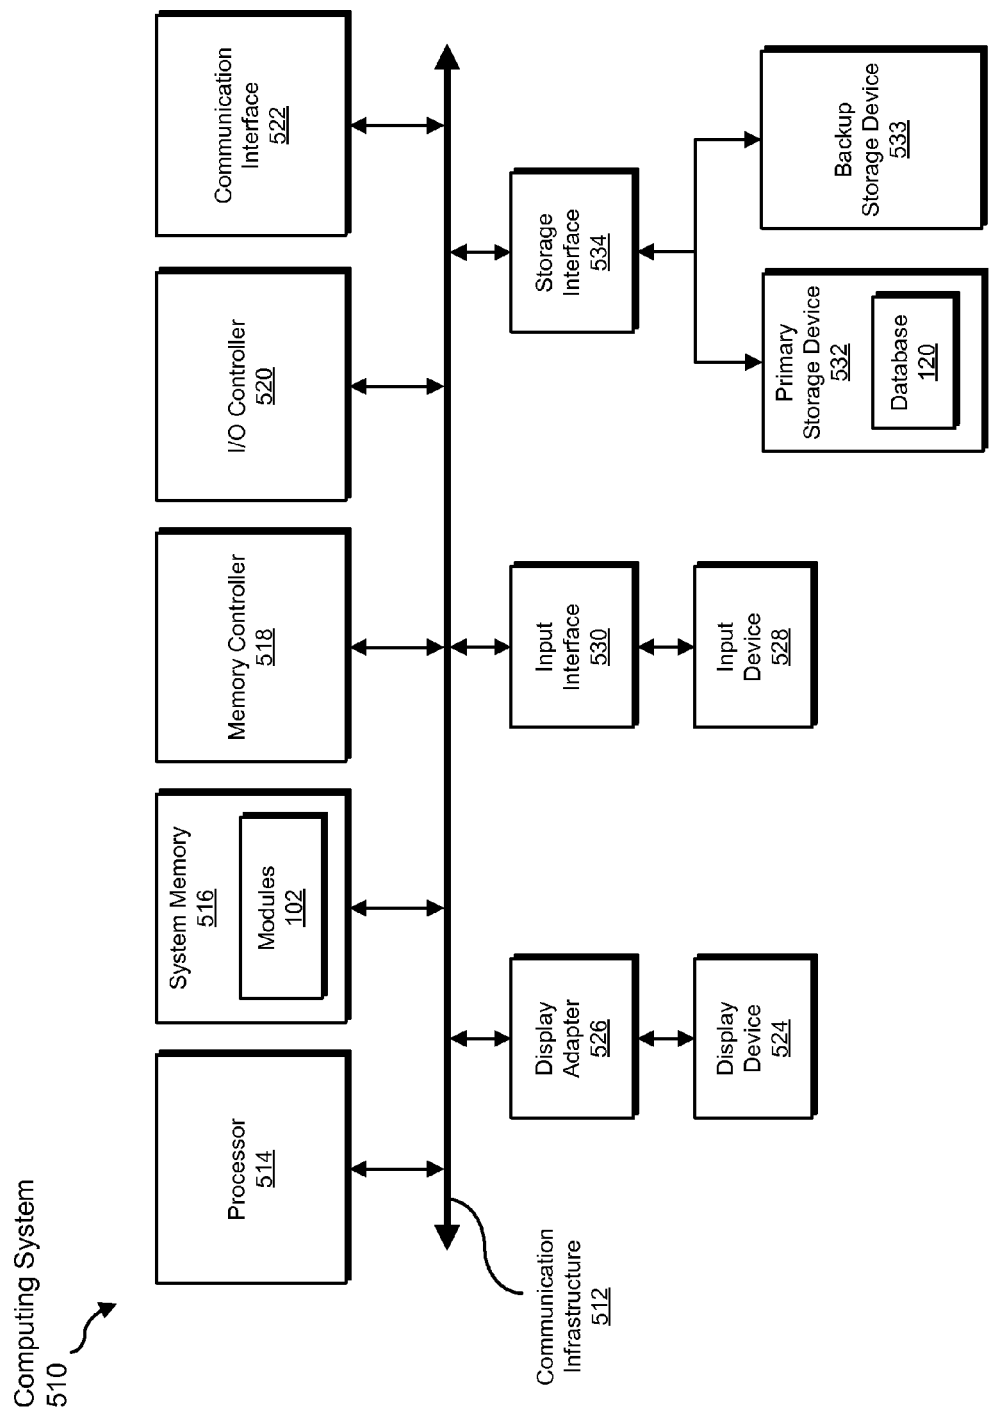 Computing System
510
Processor
514
System Memory
516
Modules
102
Memory Controller
518
I/O Controller
520
Communication
Interface
522
Communication
Infrastructure
512
Display
Adapter
526
Input
Interface
530
Storage
Interface
534
Display
Device
524
Input
Device
528
Primary
Storage Device
532
Database
120
Backup
Storage Device
533